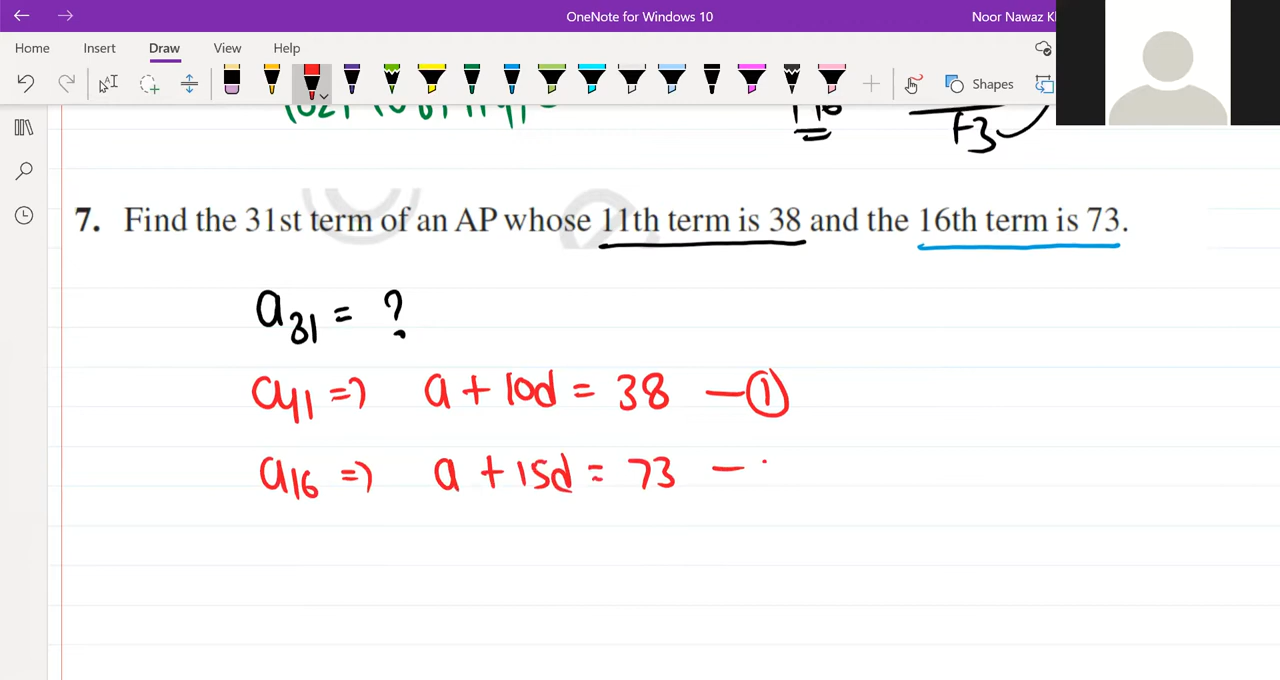 OneNote for Windows 10
Noor Nawaz Kh
Home Insert Draw View Help
Shapes
+3
7. Find the 31st term of an AP whose 11th term is 38 and the 16th term is 73.
a31 = ?
a11 => a + 10d = 38 — ①
a16 => a + 15d = 73 —